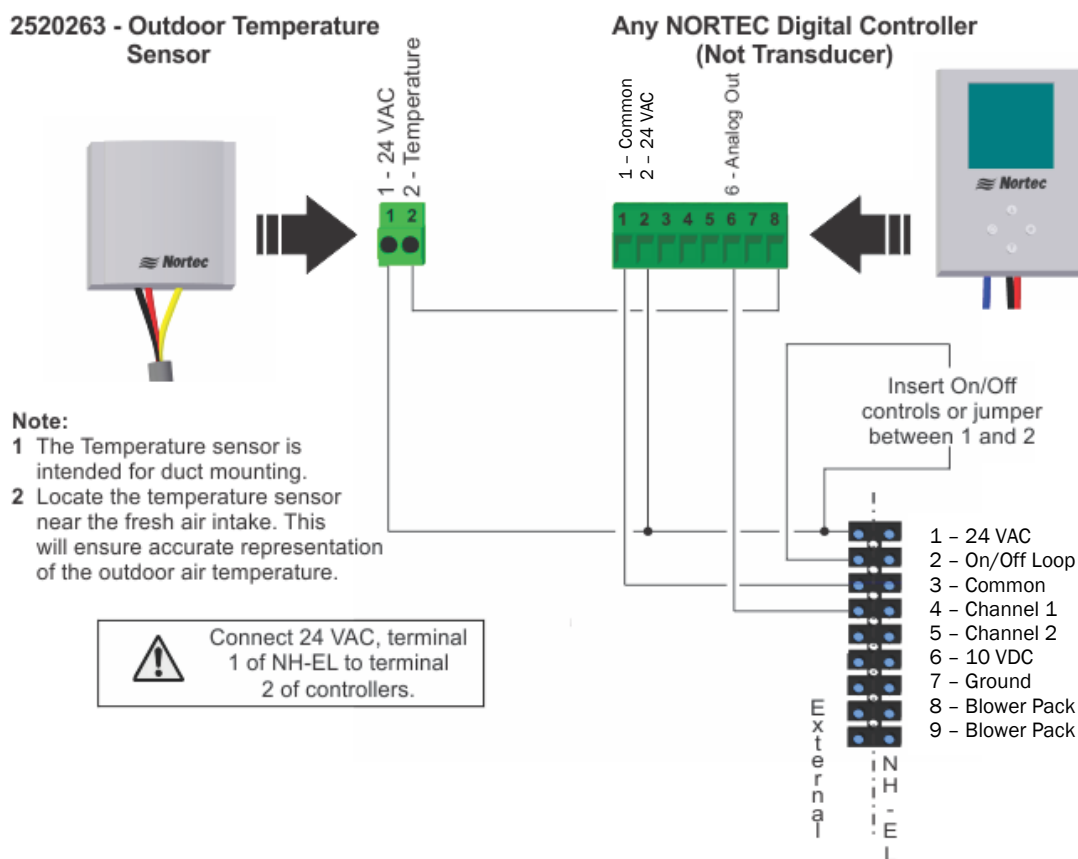 2520263 - Outdoor Temperature
Sensor
Any NORTEC Digital Controller
(Not Transducer)
1 - 24 VAC
2 - Temperature
1 – Common
2 – 24 VAC
6 - Analog Out
1 2
1 2 3 4 5 6 7 8
Nortec
Nortec
Insert On/Off
controls or jumper
between 1 and 2
Note:
1 The Temperature sensor is
intended for duct mounting.
2 Locate the temperature sensor
near the fresh air intake. This
will ensure accurate representation
of the outdoor air temperature.
Connect 24 VAC, terminal
1 of NH-EL to terminal
2 of controllers.
1 – 24 VAC
2 – On/Off Loop
3 – Common
4 – Channel 1
5 – Channel 2
6 – 10 VDC
7 – Ground
8 – Blower Pack
9 – Blower Pack
External
NH-EL